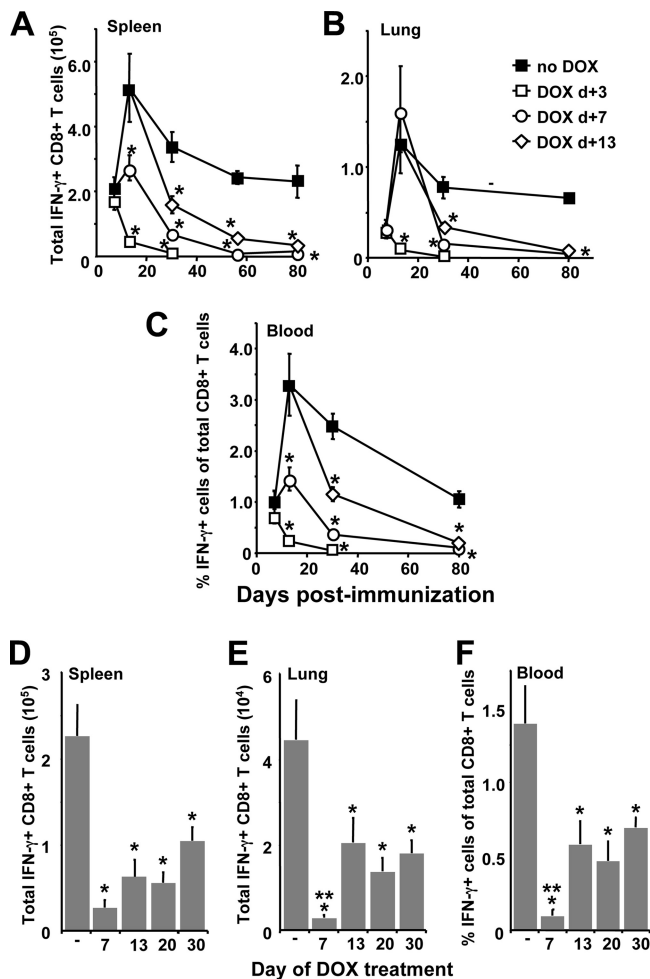 A
Spleen
Total IFN-γ+ CD8+ T cells (10⁵)
6.0
4.0
2.0
0
0 20 40 60 80
* * * * * * * *
B
Lung
2.0
1.0
0
0 20 40 60 80
* * * *
no DOX
DOX d+3
DOX d+7
DOX d+13
C
Blood
% IFN-γ+ cells of total CD8+ T cells
4.0
3.0
2.0
1.0
0
0 20 40 60 80
* * * * * * *
Days post-immunization
D
Spleen
Total IFN-γ+ CD8+ T cells (10⁵)
3
2
1
0
* * * *
- 7 13 20 30
E
Lung
Total IFN-γ+ CD8+ T cells (10⁴)
6
4
2
0
**
* * * *
- 7 13 20 30
F
Blood
% IFN-γ+ cells of total CD8+ T cells
1.5
1.0
0.5
0
**
* * * *
- 7 13 20 30
Day of DOX treatment